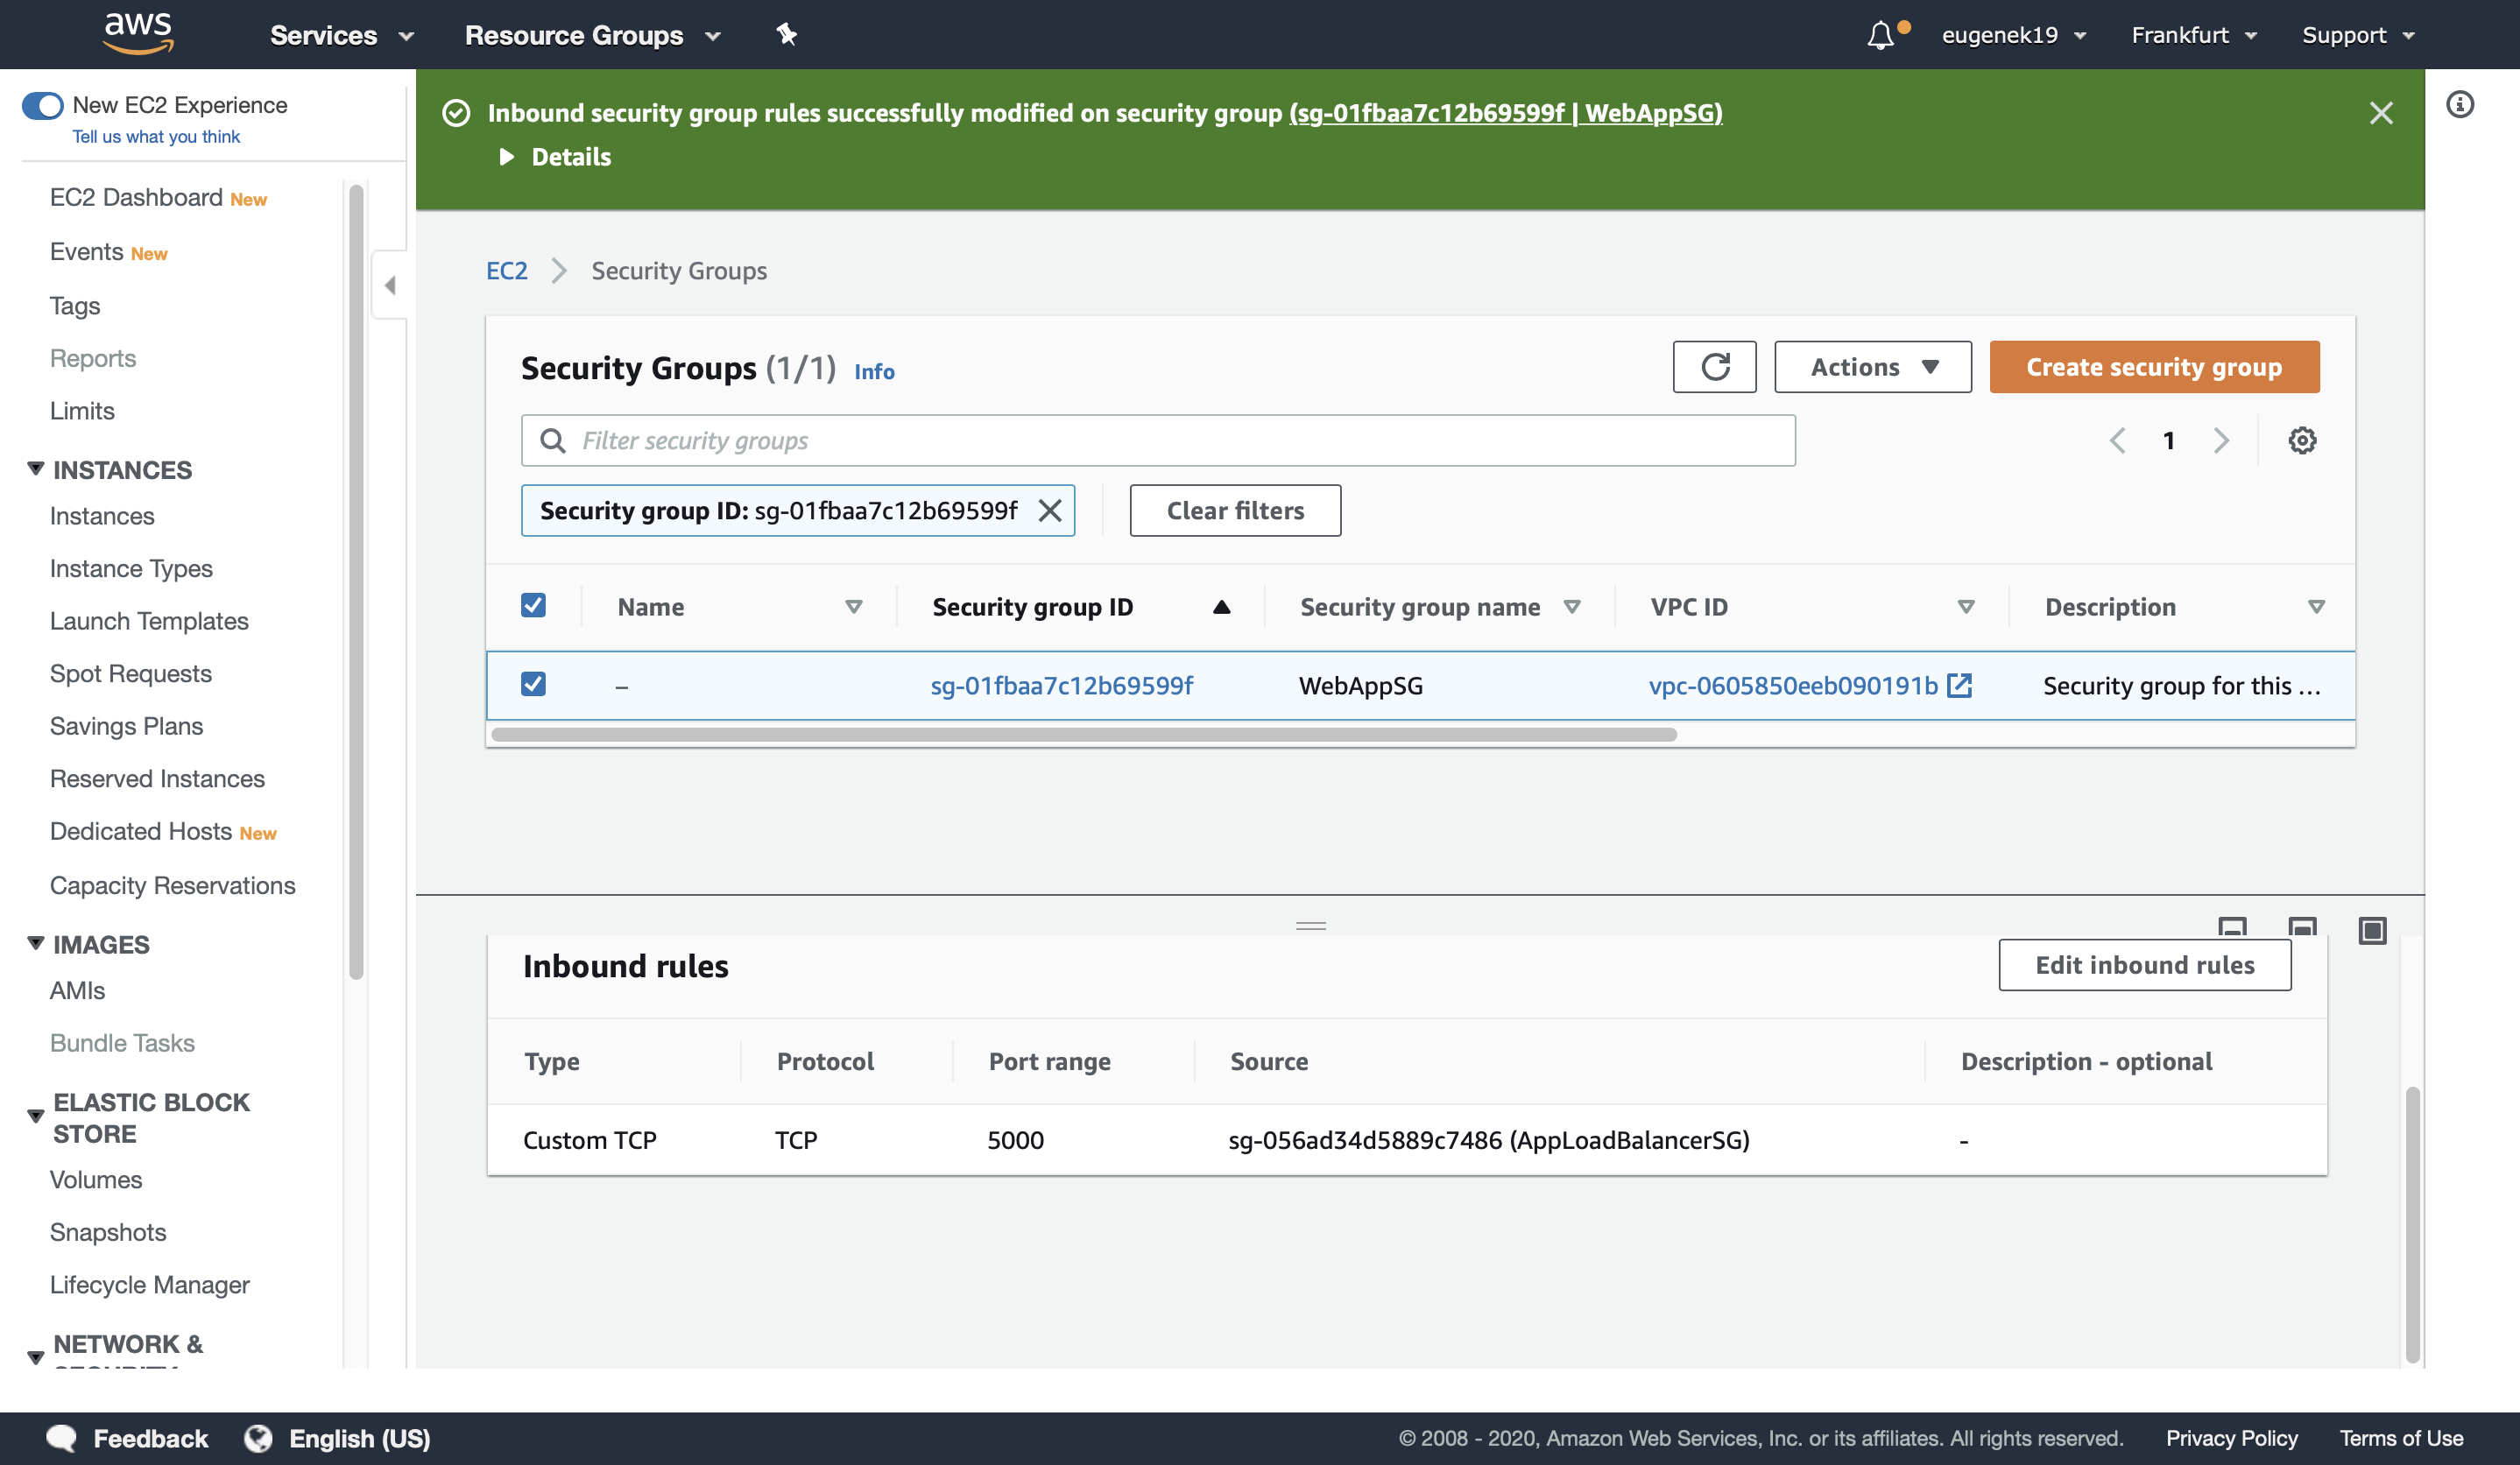 aws
Services
Resource Groups
eugenek19
Frankfurt
Support
New EC2 Experience
Tell us what you think
EC2 Dashboard New
Events New
Tags
Reports
Limits
INSTANCES
Instances
Instance Types
Launch Templates
Spot Requests
Savings Plans
Reserved Instances
Dedicated Hosts New
Capacity Reservations
IMAGES
AMIs
Bundle Tasks
ELASTIC BLOCK
STORE
Volumes
Snapshots
Lifecycle Manager
NETWORK &
SECURITY
Inbound security group rules successfully modified on security group (sg-01fbaa7c12b69599f | WebAppSG)
Details
EC2 Security Groups
Security Groups (1/1) Info
Actions
Create security group
Filter security groups
1
Security group ID: sg-01fbaa7c12b69599f
Clear filters
Name Security group ID Security group name VPC ID Description
– sg-01fbaa7c12b69599f WebAppSG vpc-0605850eeb090191b Security group for this ...
Inbound rules
Edit inbound rules
Type Protocol Port range Source Description - optional
Custom TCP TCP 5000 sg-056ad34d5889c7486 (AppLoadBalancerSG) -
Feedback
English (US)
© 2008 - 2020, Amazon Web Services, Inc. or its affiliates. All rights reserved.
Privacy Policy
Terms of Use